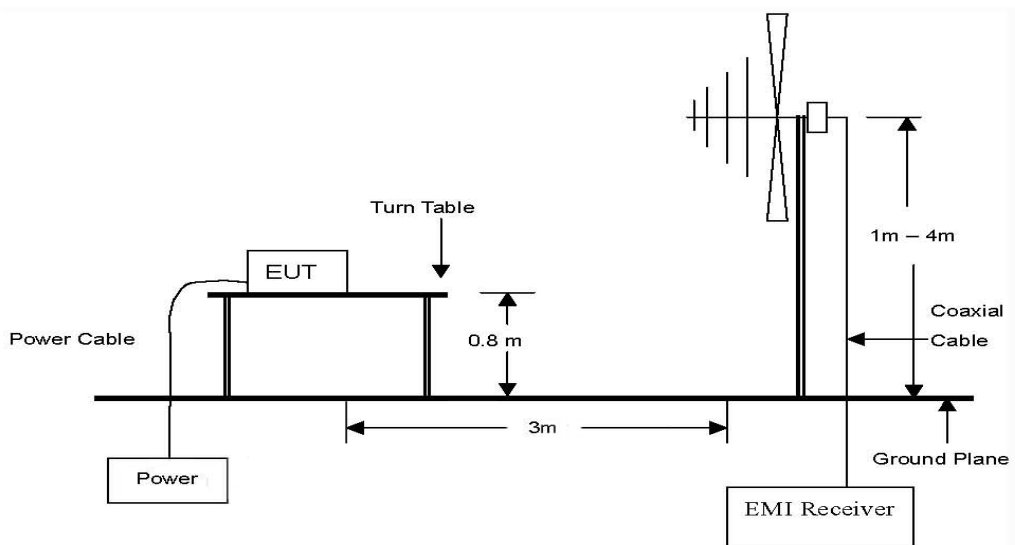 Turn Table
EUT
1m – 4m
Power Cable
0.8 m
Coaxial
Cable
3m
Ground Plane
Power
EMI Receiver